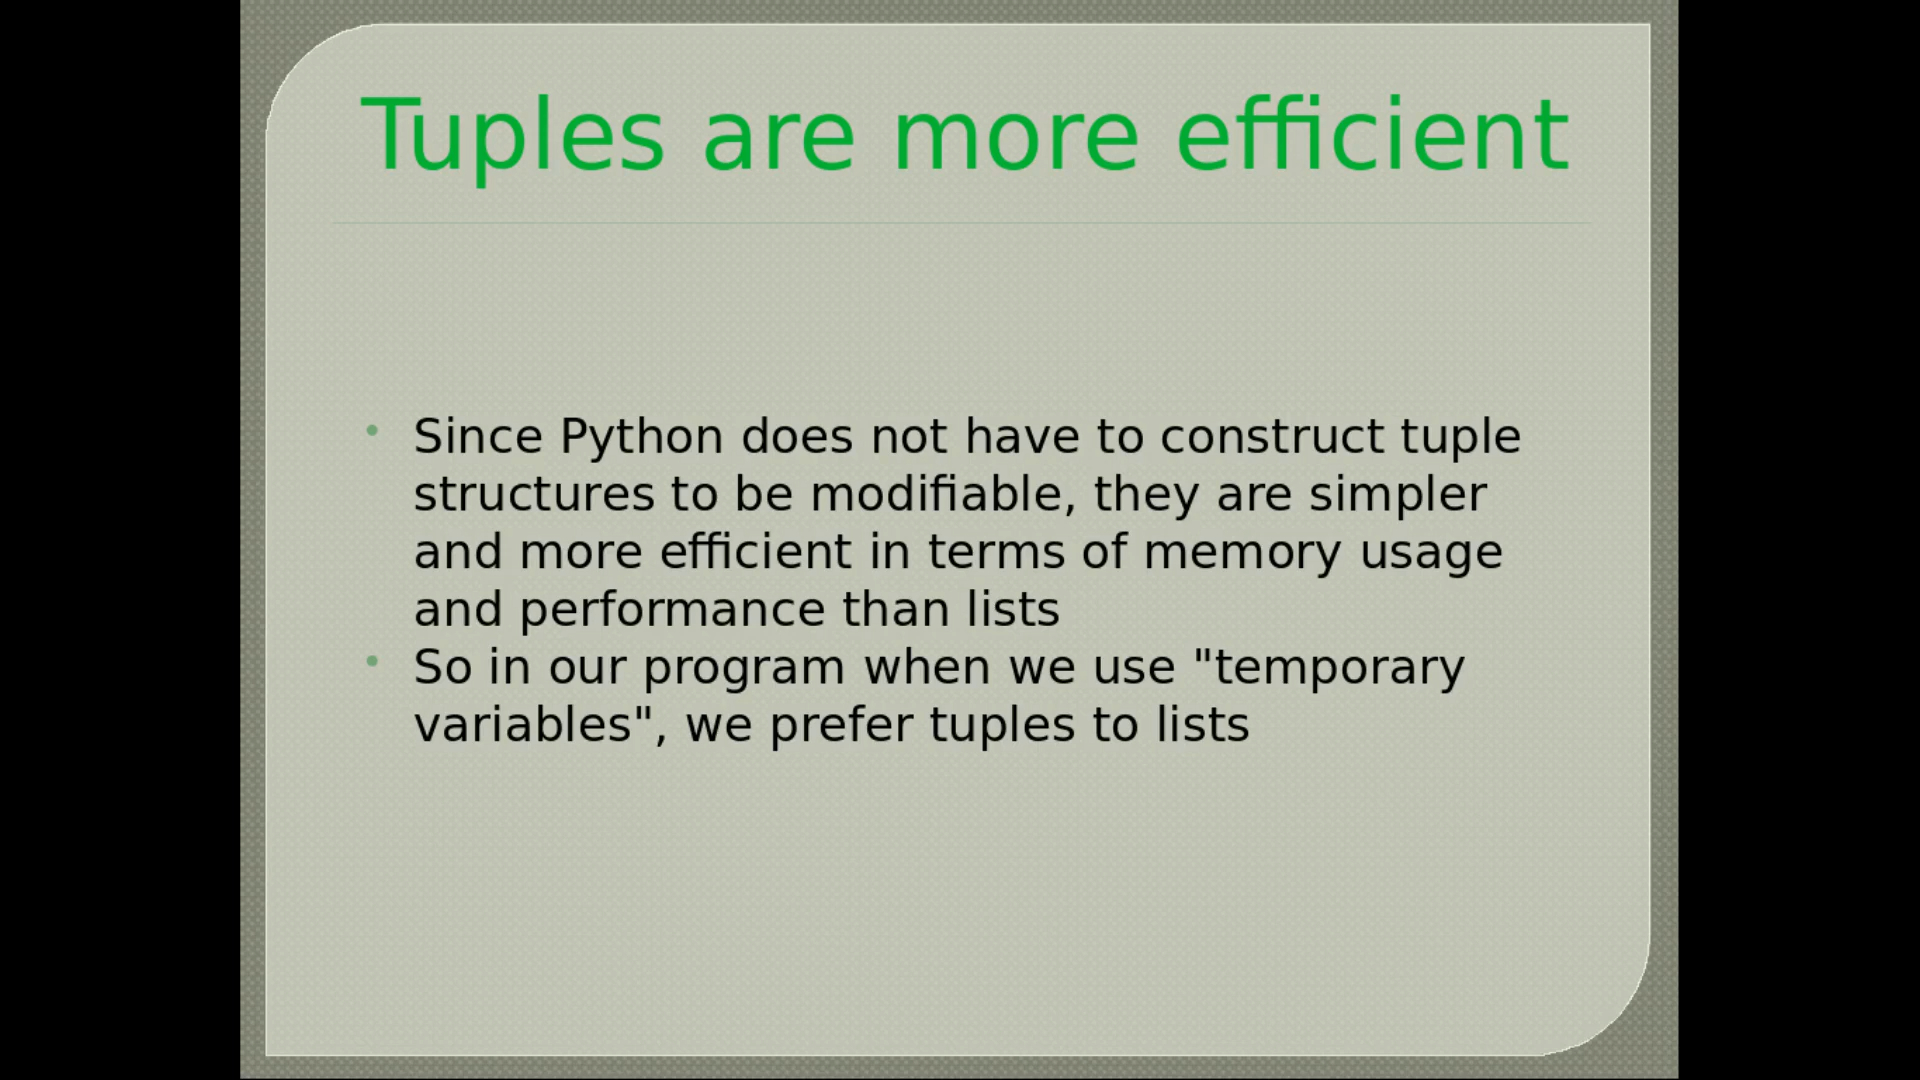 Tuples are more efficient
• Since Python does not have to construct tuple
structures to be modifiable, they are simpler
and more efficient in terms of memory usage
and performance than lists
• So in our program when we use "temporary
variables", we prefer tuples to lists